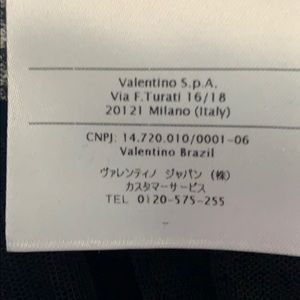 Valentino S.p.A.
Via F.Turati 16/18
20121 Milano (Italy)
CNPJ: 14.720.010/0001-06
Valentino Brazil
ヴァレンティノ ジャパン (株)
カスタマーサービス
TEL 0120-575-255